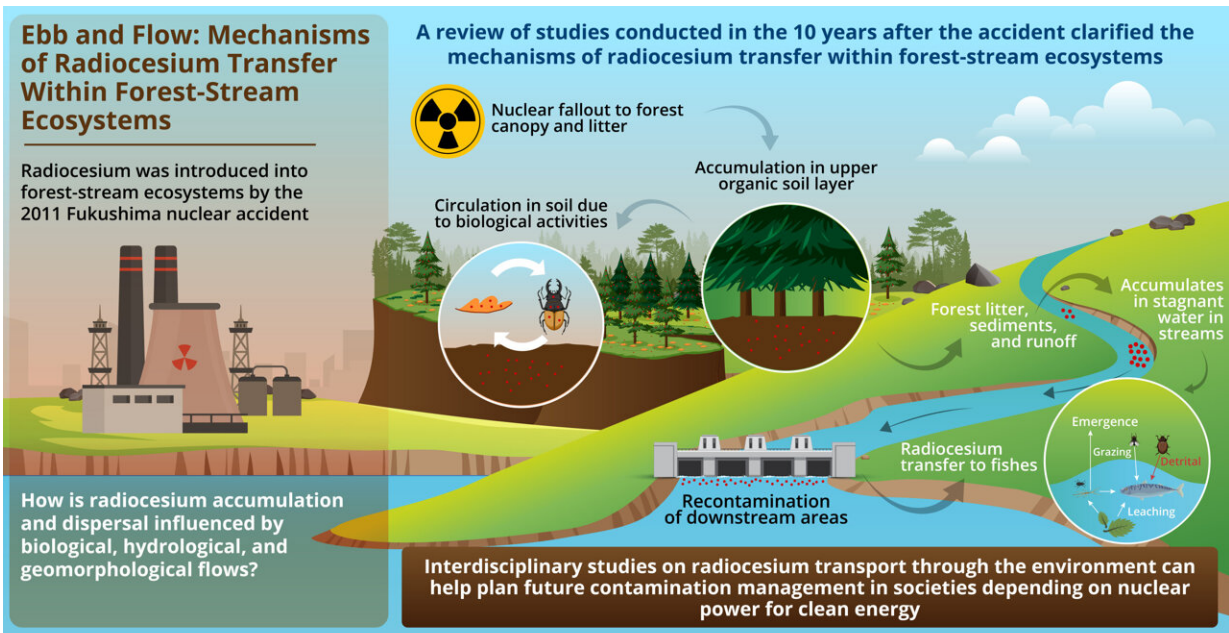 Ebb and Flow: Mechanisms
of Radiocesium Transfer
Within Forest-Stream
Ecosystems
Radiocesium was introduced into
forest-stream ecosystems by the
2011 Fukushima nuclear accident
How is radiocesium accumulation
and dispersal influenced by
biological, hydrological, and
geomorphological flows?
A review of studies conducted in the 10 years after the accident clarified the
mechanisms of radiocesium transfer within forest-stream ecosystems
Nuclear fallout to forest
canopy and litter
Accumulation in upper
organic soil layer
Circulation in soil due
to biological activities
Forest litter,
sediments,
and runoff
Accumulates
in stagnant
water in
streams
Emergence
Grazing
Detrital
Leaching
Radiocesium
transfer to fishes
Recontamination
of downstream areas
Interdisciplinary studies on radiocesium transport through the environment can
help plan future contamination management in societies depending on nuclear
power for clean energy